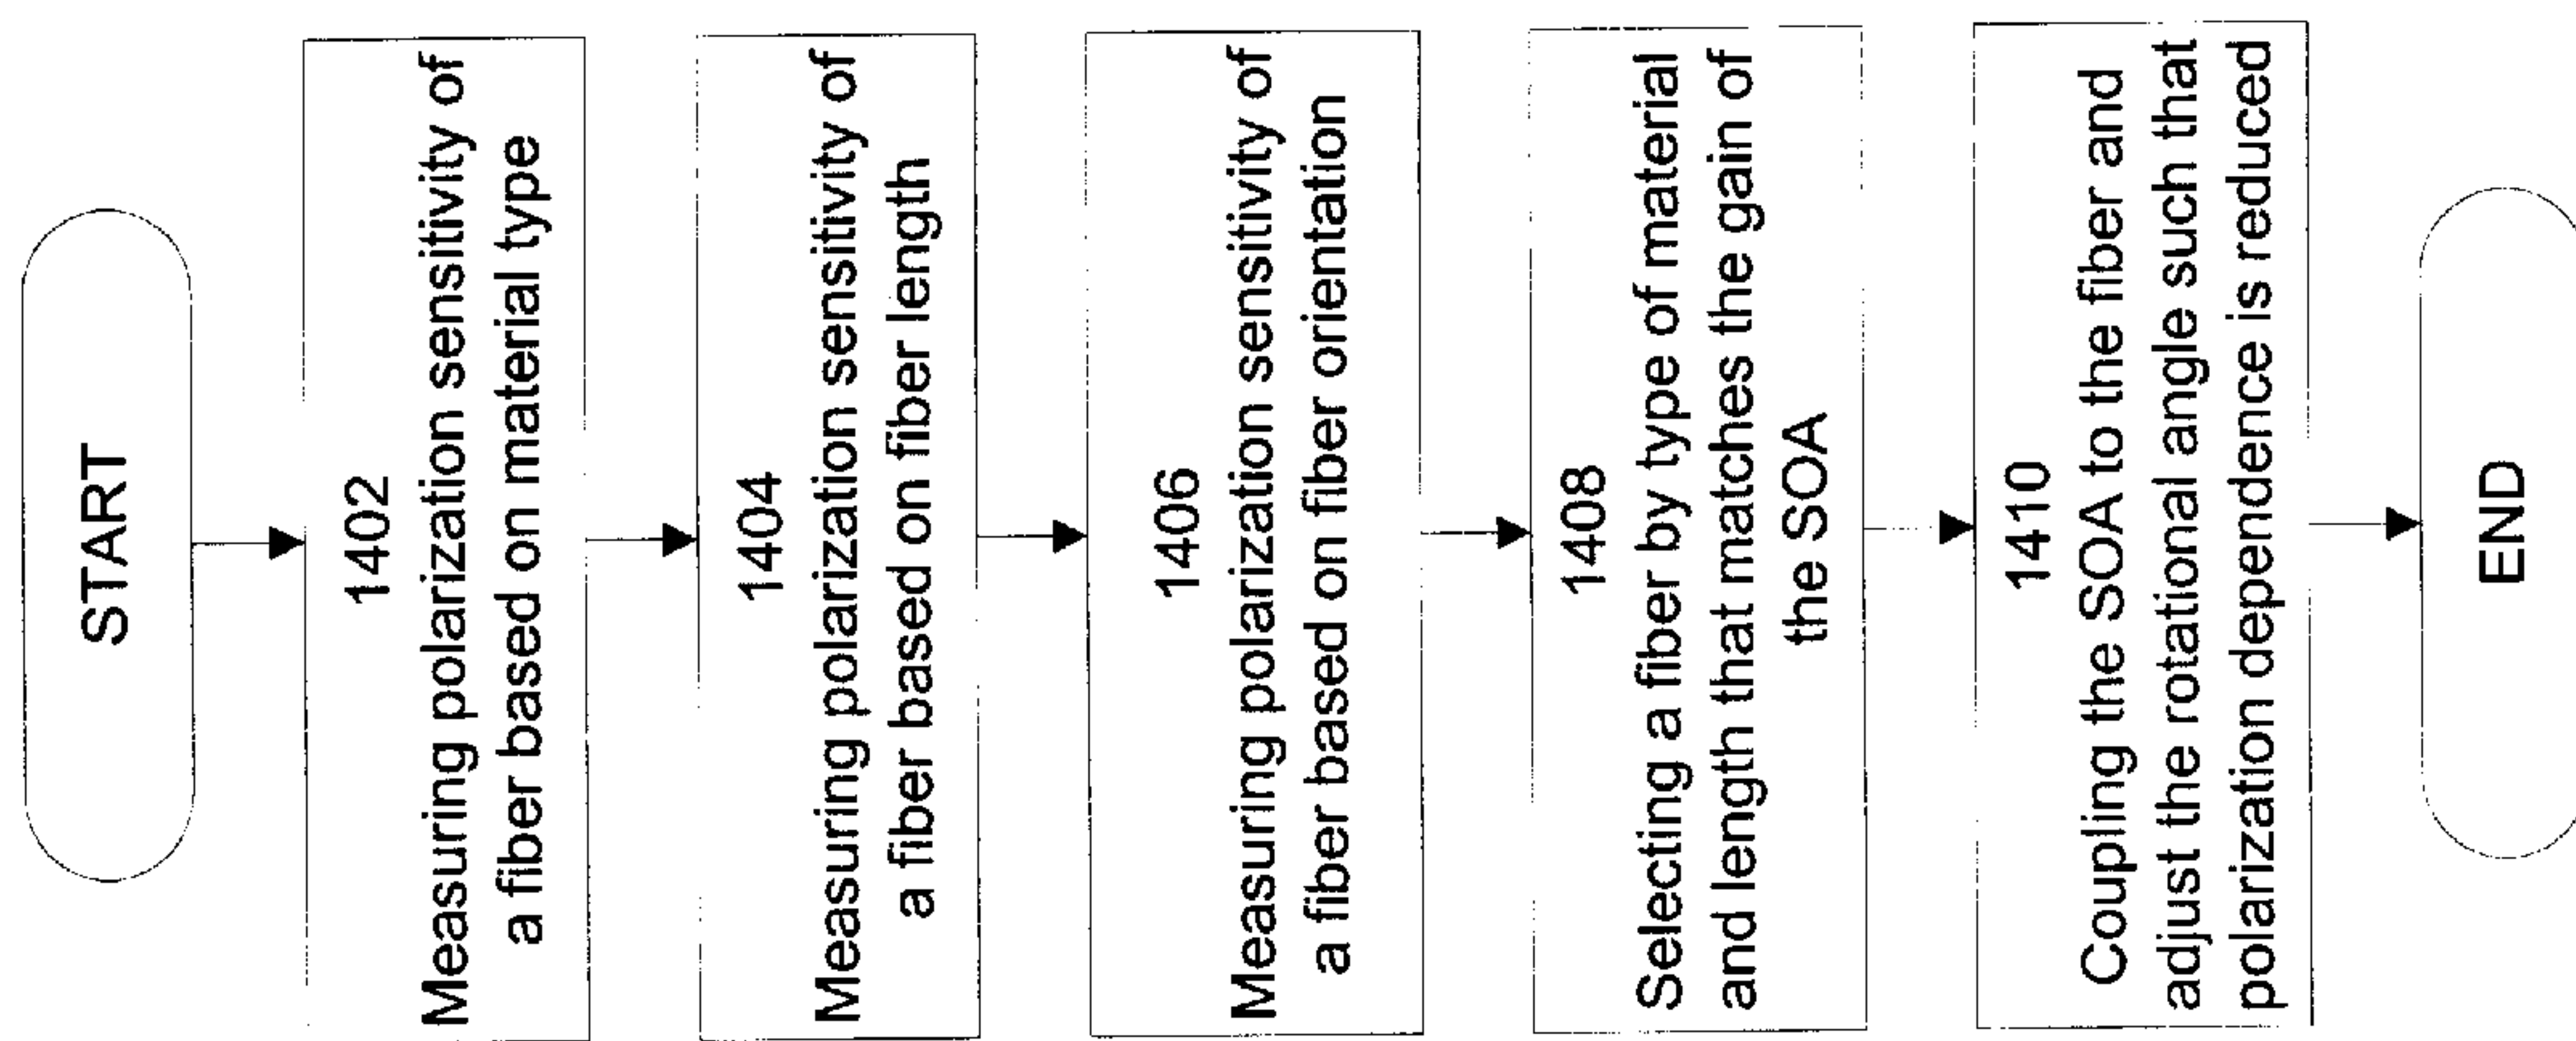 START
1402
Measuring polarization sensitivity of
a fiber based on material type
1404
Measuring polarization sensitivity of
a fiber based on fiber length
1406
Measuring polarization sensitivity of
a fiber based on fiber orientation
1408
Selecting a fiber by type of material
and length that matches the gain of
the SOA
1410
Coupling the SOA to the fiber and
adjust the rotational angle such that
polarization dependence is reduced
END